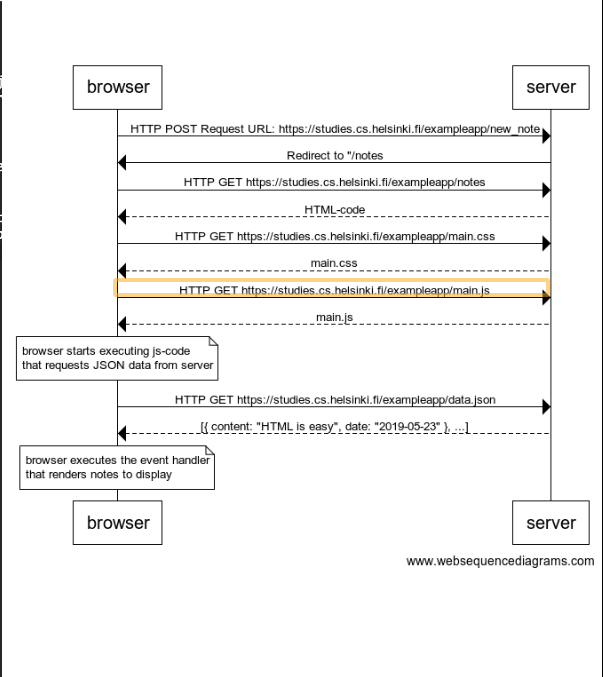 browser
server
HTTP POST Request URL: https://studies.cs.helsinki.fi/exampleapp/new_note
Redirect to "/notes
HTTP GET https://studies.cs.helsinki.fi/exampleapp/notes
HTML-code
HTTP GET https://studies.cs.helsinki.fi/exampleapp/main.css
main.css
HTTP GET https://studies.cs.helsinki.fi/exampleapp/main.js
main.js
browser starts executing js-code
that requests JSON data from server
HTTP GET https://studies.cs.helsinki.fi/exampleapp/data.json
[{ content: "HTML is easy", date: "2019-05-23" }, ...]
browser executes the event handler
that renders notes to display
browser
server
www.websequencediagrams.com